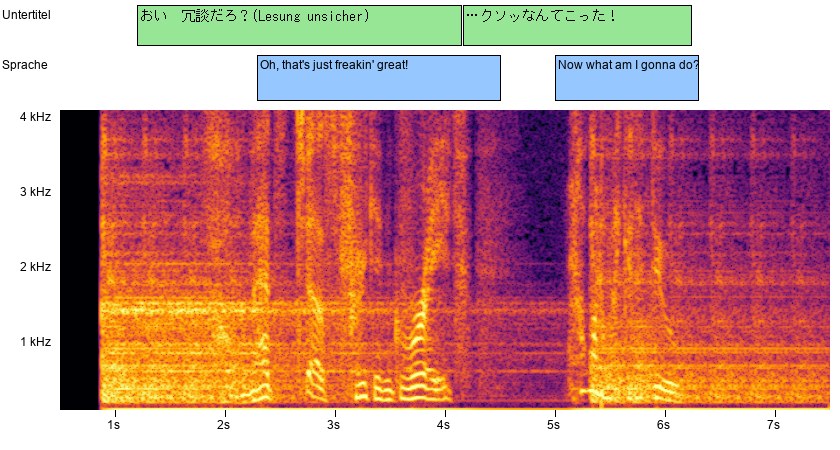 Untertitel
おい　冗談だろ？(Lesung unsicher)
…クソッなんてこった！
Sprache
Oh, that's just freakin' great!
Now what am I gonna do?
4 kHz
3 kHz
2 kHz
1 kHz
1s
2s
3s
4s
5s
6s
7s